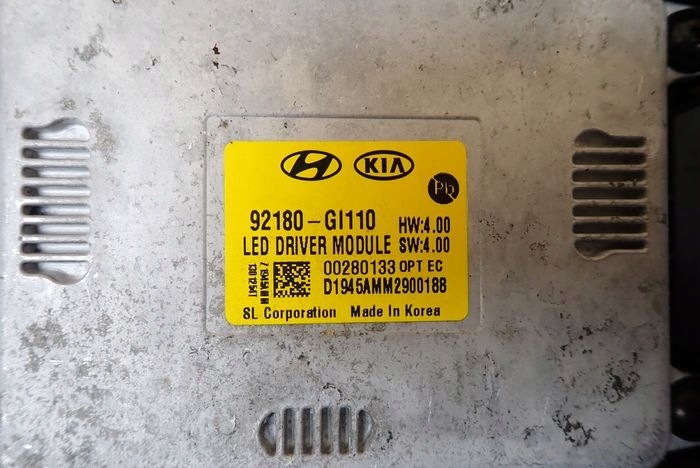 KIA
Pb
92180-GI110 HW:4.00
LED DRIVER MODULE SW:4.00
00280133 OPT EC
D1945AMM2900188
SL Corporation Made In Korea